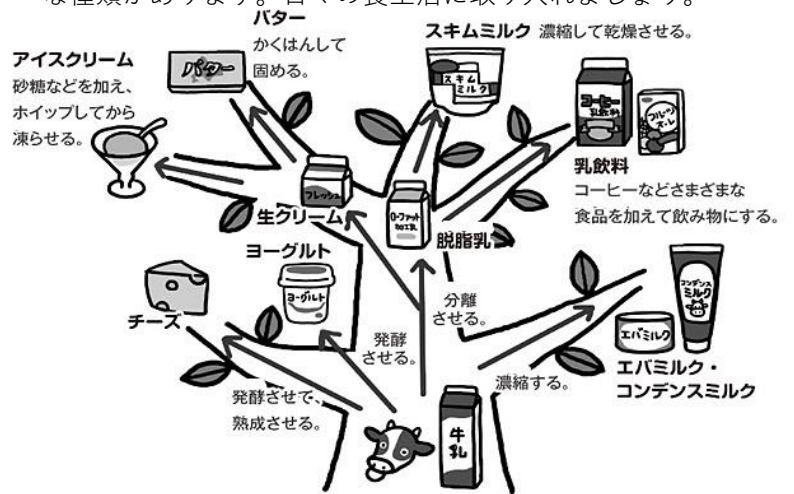 な種類があります。日々の食生活に取り入れましょう。
バター
かくはんして
固める。
スキムミルク 濃縮して乾燥させる。
アイスクリーム
砂糖などを加え、
ホイップしてから
凍らせる。
バター
スキム
ミルク
コーヒー
乳飲料
フルーツ
オ・レ
乳飲料
コーヒーなどさまざまな
食品を加えて飲み物にする。
フレッシュ
生クリーム
ローファット
加工乳
脱脂乳
ヨーグルト
ヨーグルト
チーズ
発酵
させる。
分離
させる。
コンデンス
ミルク
エバミルク
エバミルク・
コンデンスミルク
濃縮する。
発酵させて、
熟成させる。
牛乳